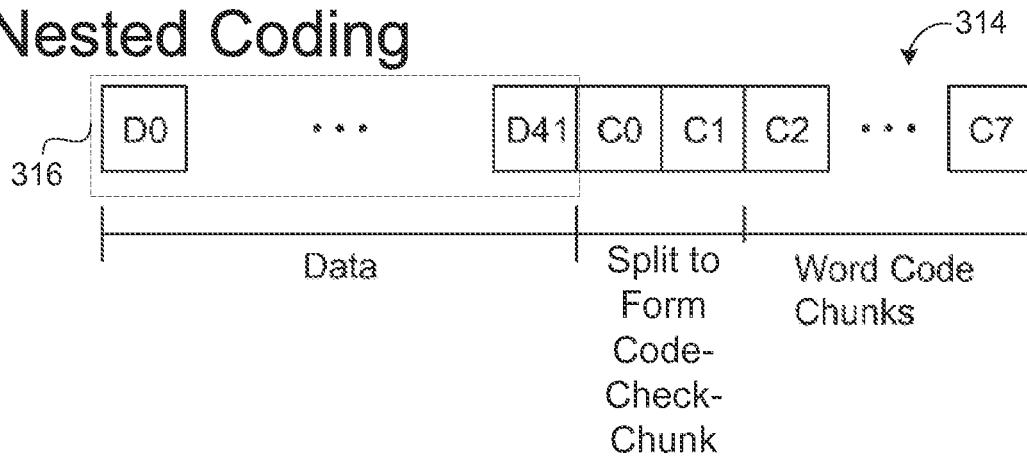 Nested Coding
314
D0 ... D41 C0 C1 C2 ... C7
316
Data
Split to
Form
Code-
Check-
Chunk
Word Code
Chunks